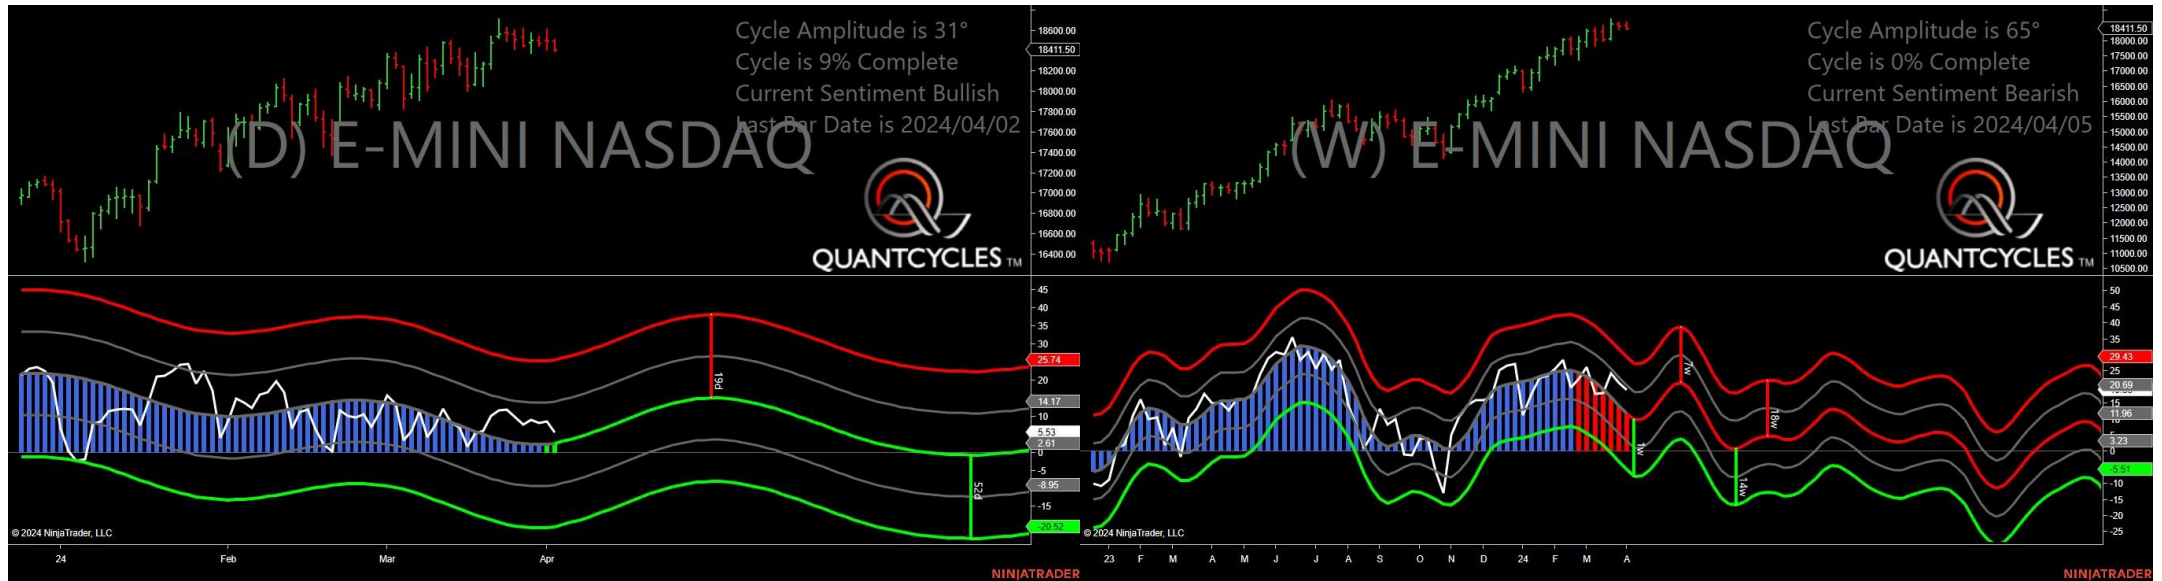 Cycle Amplitude is 31°
Cycle is 9% Complete
Current Sentiment Bullish
Last Bar Date is 2024/04/02
(D) E-MINI NASDAQ
QUANTCYCLES TM
18600.00
18411.50
18200.00
18000.00
17800.00
17600.00
17400.00
17200.00
17000.00
16800.00
16600.00
16400.00
45
40
35
30
25.74
20
14.17
10
5.53
2.61
0
-5
-8.95
-15
-20.52
19d
52d
© 2024 NinjaTrader, LLC
24 Feb Mar Apr
NINJATRADER
Cycle Amplitude is 65°
Cycle is 0% Complete
Current Sentiment Bearish
Last Bar Date is 2024/04/05
(W) E-MINI NASDAQ
QUANTCYCLES TM
18411.50
18000.00
17500.00
17000.00
16500.00
16000.00
15500.00
15000.00
14500.00
14000.00
13500.00
13000.00
12500.00
12000.00
11500.00
11000.00
10500.00
50
45
40
35
29.43
25
20.69
15
11.96
3.23
0
-5.51
-10
-15
-20
-25
1w
7w
14w
18w
© 2024 NinjaTrader, LLC
23 F M A M J J A S O N D 24 F M A
NINJATRADER